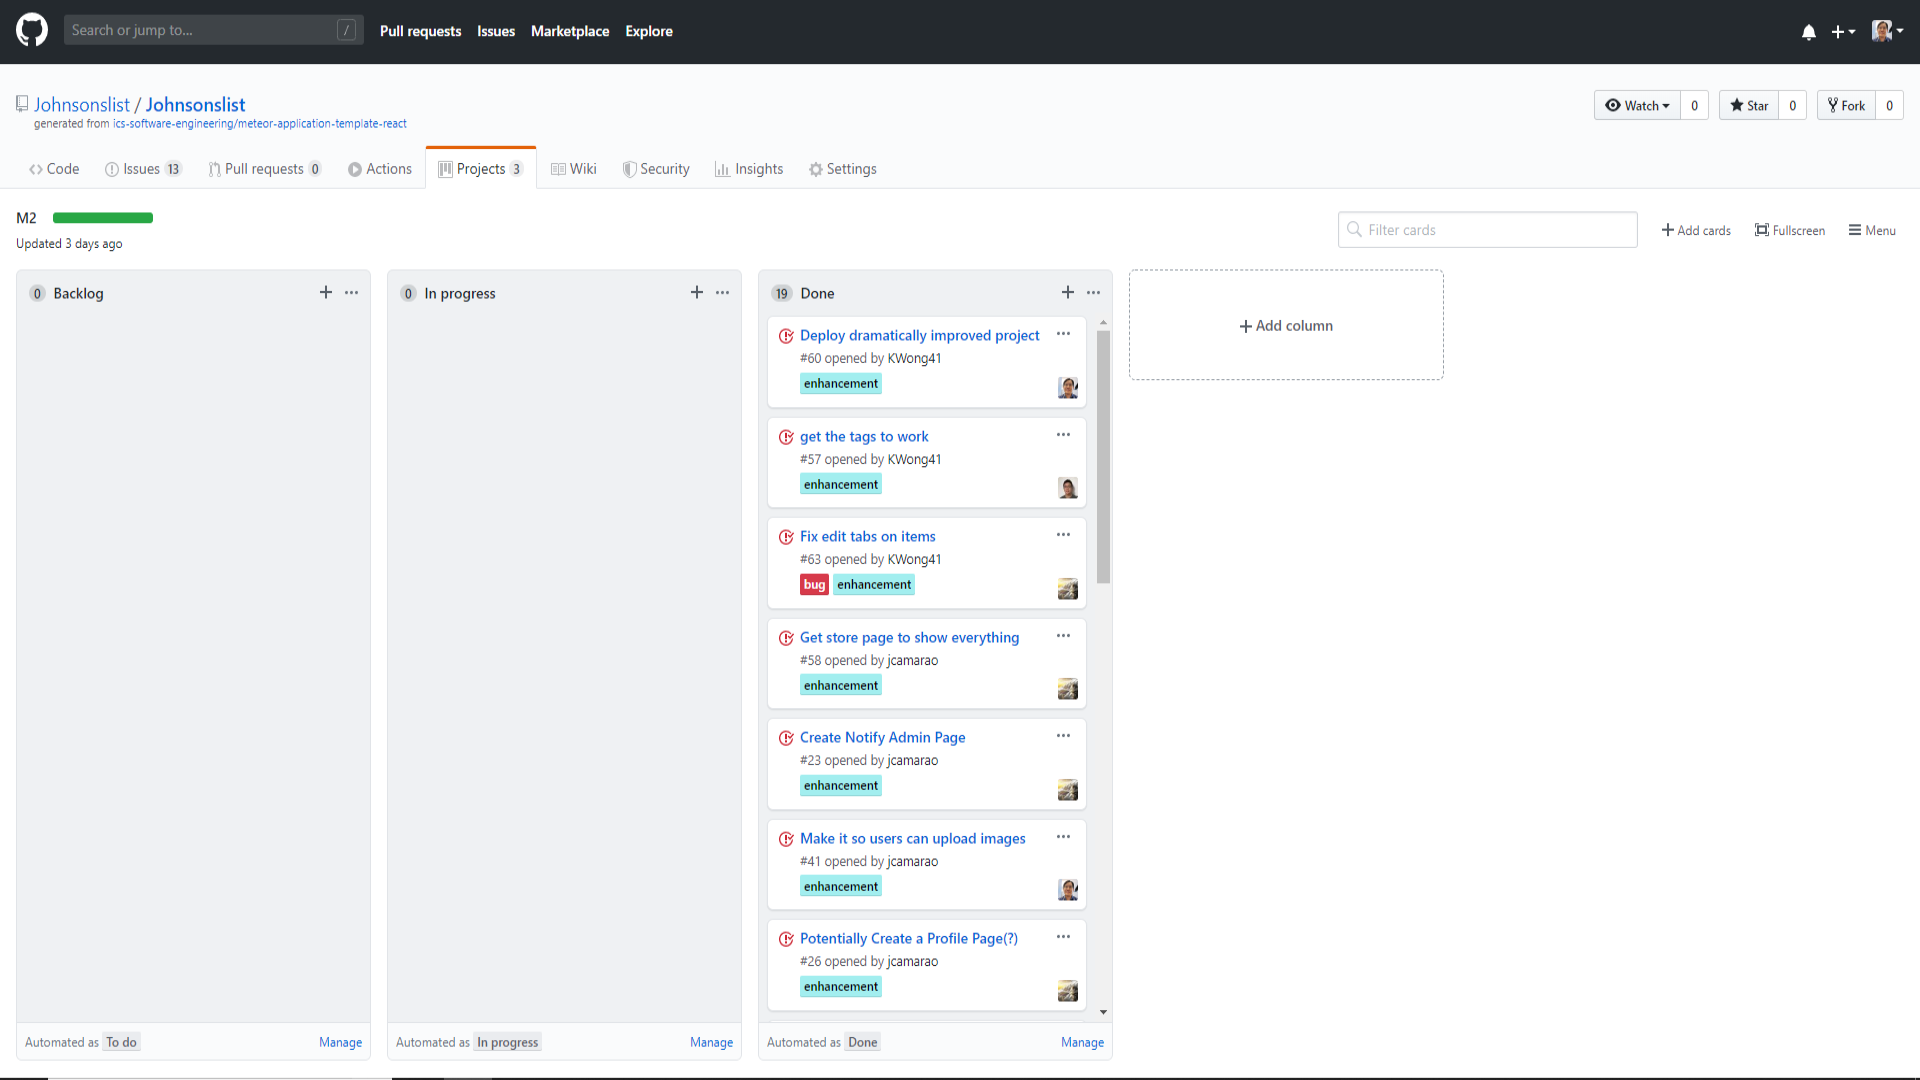 Search or jump to... /
Pull requests Issues Marketplace Explore
Johnsonslist / Johnsonslist
generated from ics-software-engineering/meteor-application-template-react
Watch 0 Star 0 Fork 0
Code Issues 13 Pull requests 0 Actions Projects 3 Wiki Security Insights Settings
M2
Updated 3 days ago
Filter cards
Add cards Fullscreen Menu
0 Backlog
Automated as To do Manage
0 In progress
Automated as In progress Manage
19 Done
Deploy dramatically improved project
#60 opened by KWong41
enhancement
get the tags to work
#57 opened by KWong41
enhancement
Fix edit tabs on items
#63 opened by KWong41
bug enhancement
Get store page to show everything
#58 opened by jcamarao
enhancement
Create Notify Admin Page
#23 opened by jcamarao
enhancement
Make it so users can upload images
#41 opened by jcamarao
enhancement
Potentially Create a Profile Page(?)
#26 opened by jcamarao
enhancement
Automated as Done Manage
Add column